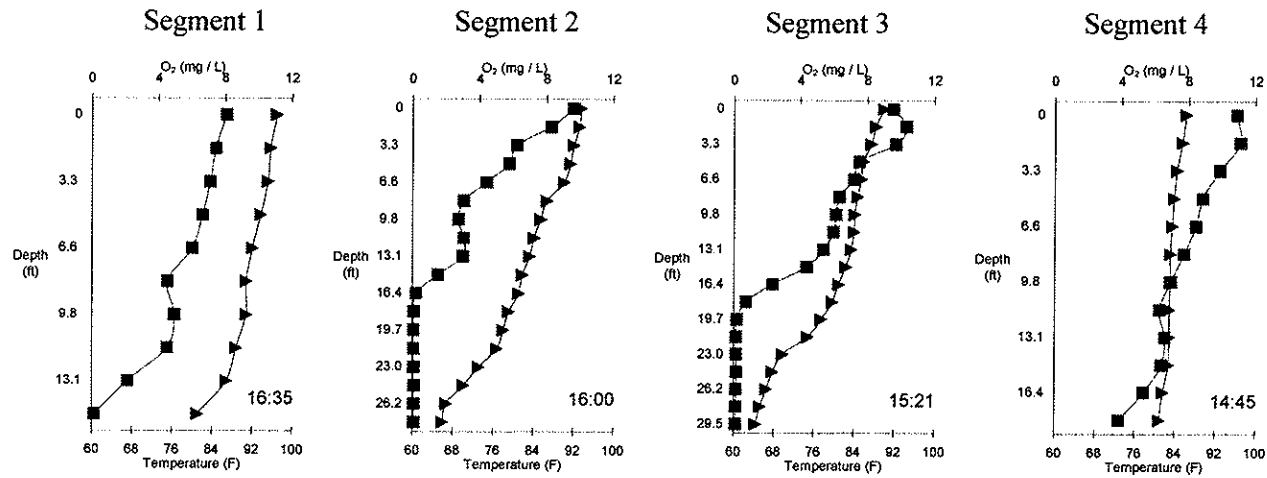 Segment 1
O2 (mg / L)
0 4 8 12
0
3.3
6.6
9.8
13.1
Depth
(ft)
16:35
60 68 76 84 92 100
Temperature (F)
Segment 2
O2 (mg / L)
0 4 8 12
0
3.3
6.6
9.8
13.1
16.4
19.7
23.0
26.2
Depth
(ft)
16:00
60 68 76 84 92 100
Temperature (F)
Segment 3
O2 (mg / L)
0 4 8 12
0
3.3
6.6
9.8
13.1
16.4
19.7
23.0
26.2
29.5
Depth
(ft)
15:21
60 68 76 84 92 100
Temperature (F)
Segment 4
O2 (mg / L)
0 4 8 12
0
3.3
6.6
9.8
13.1
16.4
Depth
(ft)
14:45
60 68 76 84 92 100
Temperature (F)